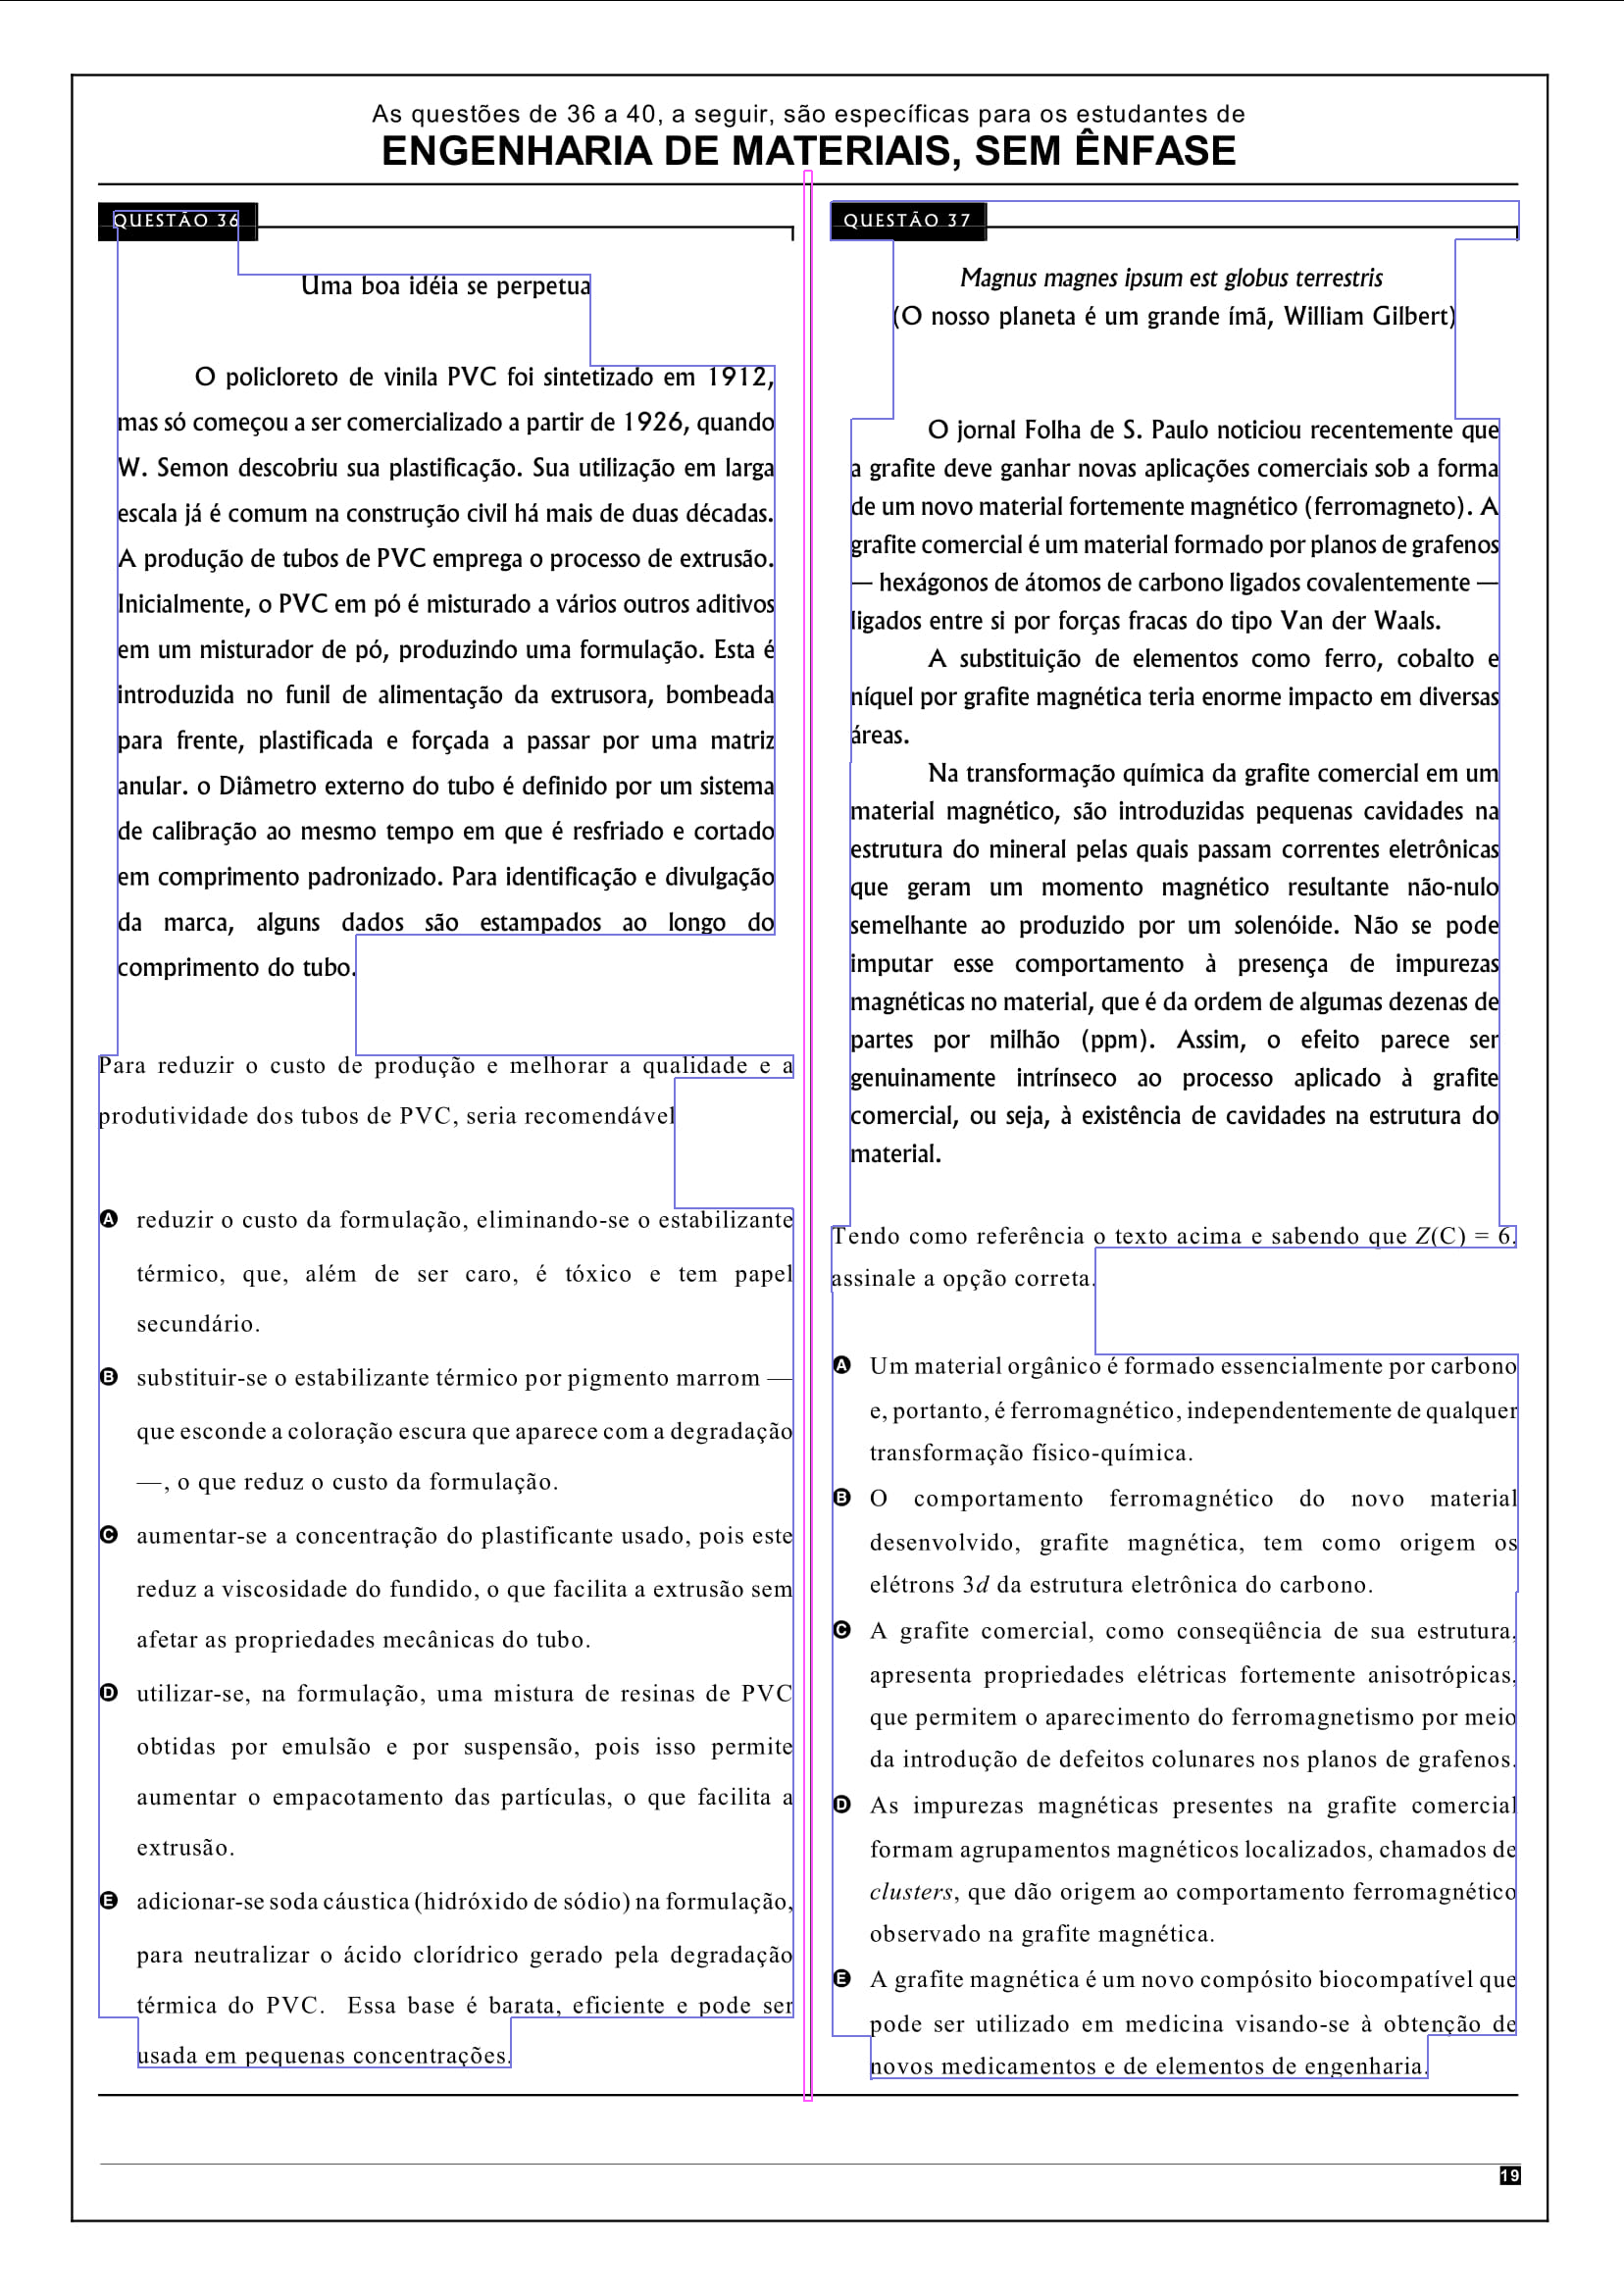 As questões de 36 a 40, a seguir, são específicas para os estudantes de
ENGENHARIA DE MATERIAIS, SEM ÊNFASE
QUESTÃO 36
Uma boa idéia se perpetua
O policloreto de vinila PVC foi sintetizado em 1912,
mas só começou a ser comercializado a partir de 1926, quando
W. Semon descobriu sua plastificação. Sua utilização em larga
escala já é comum na construção civil há mais de duas décadas.
A produção de tubos de PVC emprega o processo de extrusão.
Inicialmente, o PVC em pó é misturado a vários outros aditivos
em um misturador de pó, produzindo uma formulação. Esta é
introduzida no funil de alimentação da extrusora, bombeada
para frente, plastificada e forçada a passar por uma matriz
anular. o Diâmetro externo do tubo é definido por um sistema
de calibração ao mesmo tempo em que é resfriado e cortado
em comprimento padronizado. Para identificação e divulgação
da marca, alguns dados são estampados ao longo do
comprimento do tubo.
Para reduzir o custo de produção e melhorar a qualidade e a
produtividade dos tubos de PVC, seria recomendável
A reduzir o custo da formulação, eliminando-se o estabilizante
térmico, que, além de ser caro, é tóxico e tem papel
secundário.
B substituir-se o estabilizante térmico por pigmento marrom —
que esconde a coloração escura que aparece com a degradação
—, o que reduz o custo da formulação.
C aumentar-se a concentração do plastificante usado, pois este
reduz a viscosidade do fundido, o que facilita a extrusão sem
afetar as propriedades mecânicas do tubo.
D utilizar-se, na formulação, uma mistura de resinas de PVC
obtidas por emulsão e por suspensão, pois isso permite
aumentar o empacotamento das partículas, o que facilita a
extrusão.
E adicionar-se soda cáustica (hidróxido de sódio) na formulação,
para neutralizar o ácido clorídrico gerado pela degradação
térmica do PVC. Essa base é barata, eficiente e pode ser
usada em pequenas concentrações.
QUESTÃO 37
Magnus magnes ipsum est globus terrestris
(O nosso planeta é um grande ímã, William Gilbert)
O jornal Folha de S. Paulo noticiou recentemente que
a grafite deve ganhar novas aplicações comerciais sob a forma
de um novo material fortemente magnético (ferromagneto). A
grafite comercial é um material formado por planos de grafenos
— hexágonos de átomos de carbono ligados covalentemente —
ligados entre si por forças fracas do tipo Van der Waals.
A substituição de elementos como ferro, cobalto e
níquel por grafite magnética teria enorme impacto em diversas
áreas.
Na transformação química da grafite comercial em um
material magnético, são introduzidas pequenas cavidades na
estrutura do mineral pelas quais passam correntes eletrônicas
que geram um momento magnético resultante não-nulo
semelhante ao produzido por um solenóide. Não se pode
imputar esse comportamento à presença de impurezas
magnéticas no material, que é da ordem de algumas dezenas de
partes por milhão (ppm). Assim, o efeito parece ser
genuinamente intrínseco ao processo aplicado à grafite
comercial, ou seja, à existência de cavidades na estrutura do
material.
Tendo como referência o texto acima e sabendo que Z(C) = 6,
assinale a opção correta.
A Um material orgânico é formado essencialmente por carbono
e, portanto, é ferromagnético, independentemente de qualquer
transformação físico-química.
B O comportamento ferromagnético do novo material
desenvolvido, grafite magnética, tem como origem os
elétrons 3d da estrutura eletrônica do carbono.
C A grafite comercial, como conseqüência de sua estrutura,
apresenta propriedades elétricas fortemente anisotrópicas,
que permitem o aparecimento do ferromagnetismo por meio
da introdução de defeitos colunares nos planos de grafenos.
D As impurezas magnéticas presentes na grafite comercial
formam agrupamentos magnéticos localizados, chamados de
clusters, que dão origem ao comportamento ferromagnético
observado na grafite magnética.
E A grafite magnética é um novo compósito biocompatível que
pode ser utilizado em medicina visando-se à obtenção de
novos medicamentos e de elementos de engenharia.
19